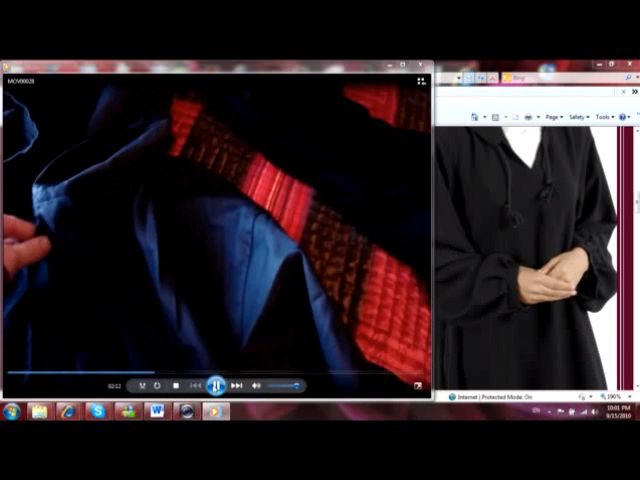 MOV00028
Bing
Page
Safety
Tools
02:12
Internet | Protected Mode: On
190%
EN
10:01 PM
9/15/2010